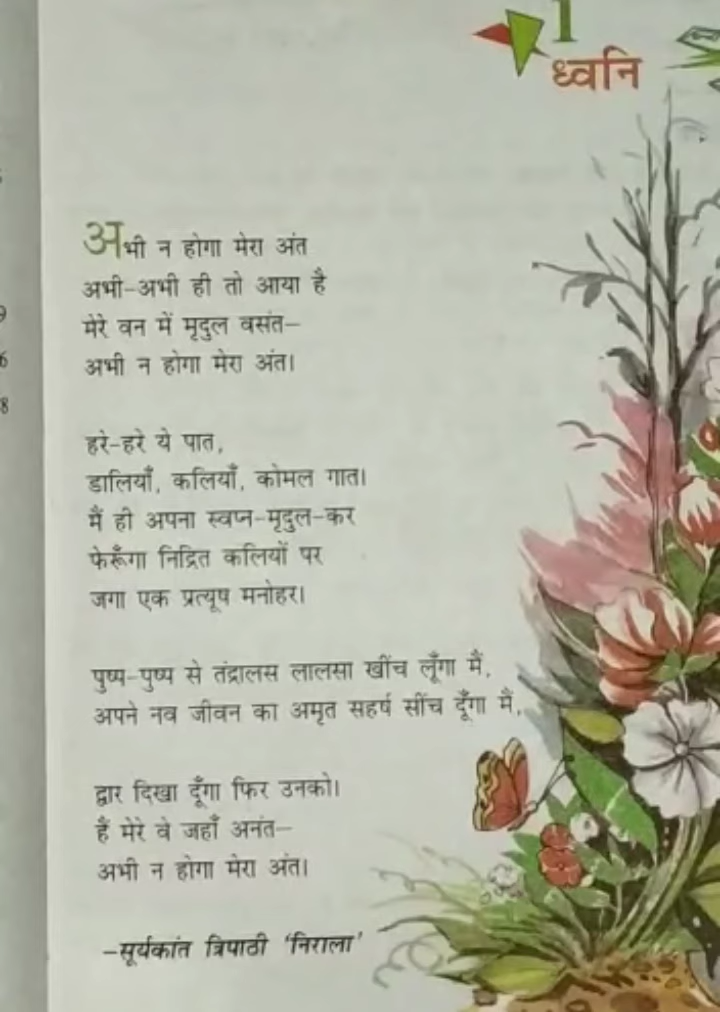 1
ध्वनि
अभी न होगा मेरा अंत
अभी-अभी ही तो आया है
मेरे वन में मृदुल वसंत-
अभी न होगा मेरा अंत।
हरे-हरे ये पात,
डालियाँ, कलियाँ, कोमल गात।
मैं ही अपना स्वप्न-मृदुल-कर
फेरूँगा निद्रित कलियों पर
जगा एक प्रत्यूष मनोहर।
पुष्प-पुष्प से तंद्रालस लालसा खींच लूँगा मैं,
अपने नव जीवन का अमृत सहर्ष सींच दूँगा मैं,
द्वार दिखा दूँगा फिर उनको।
हैं मेरे वे जहाँ अनंत-
अभी न होगा मेरा अंत।
-सूर्यकांत त्रिपाठी 'निराला'